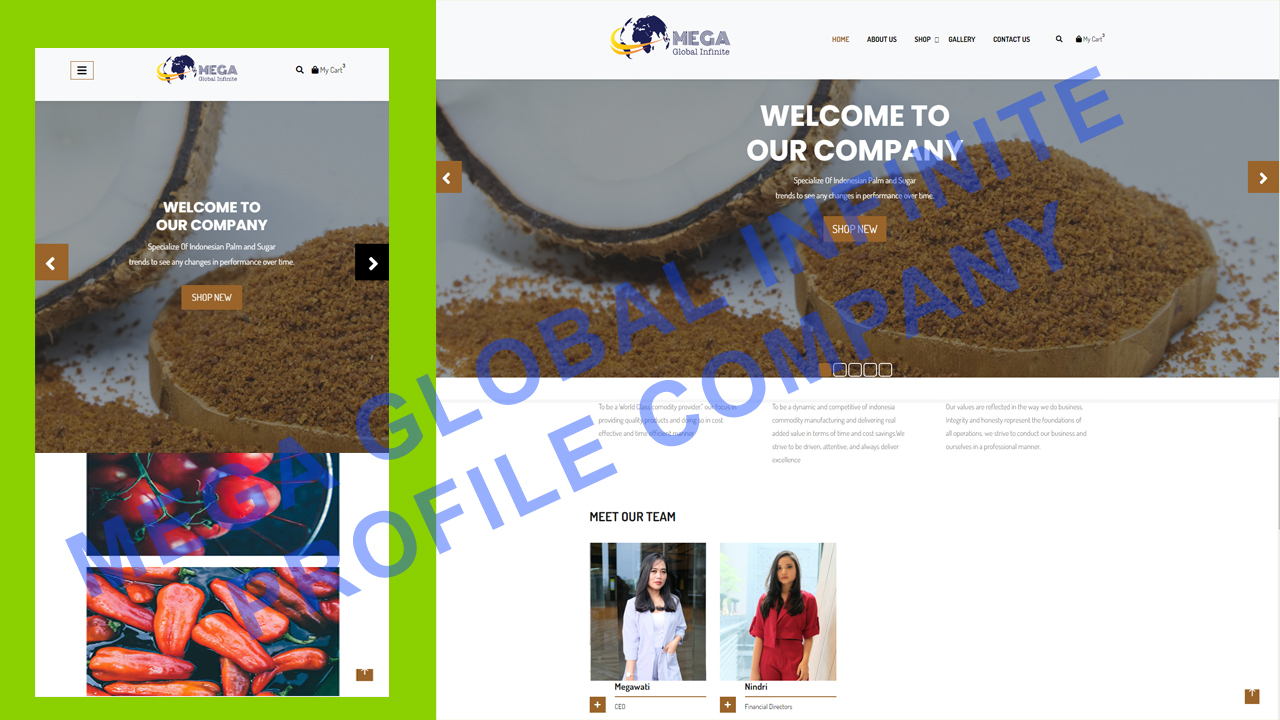 MEGA
Global Infinite
My Cart 3
WELCOME TO
OUR COMPANY
Specialize Of Indonesian Palm and Sugar
trends to see any changes in performance over time.
SHOP NEW
MEGA
Global Infinite
HOME ABOUT US SHOP GALLERY CONTACT US My Cart 3
WELCOME TO
OUR COMPANY
Specialize Of Indonesian Palm and Sugar
trends to see any changes in performance over time.
SHOP NEW
To be a World Class comodity provider." our focus in
providing quality products and doing so in cost
effective and time efficient manner
To be a dynamic and competitive of indonesia
commodity manufacturing and delivering real
added value in terms of time and cost savings.We
strive to be driven, attentive, and always deliver
excellence
Our values are reflected in the way we do business.
Integrity and honesty represent the foundations of
all operations. we strive to conduct our business and
ourselves in a professional manner.
MEET OUR TEAM
Megawati
CEO
Nindri
Financial Directors
MEGA GLOBAL INFINITE
PROFILE COMPANY